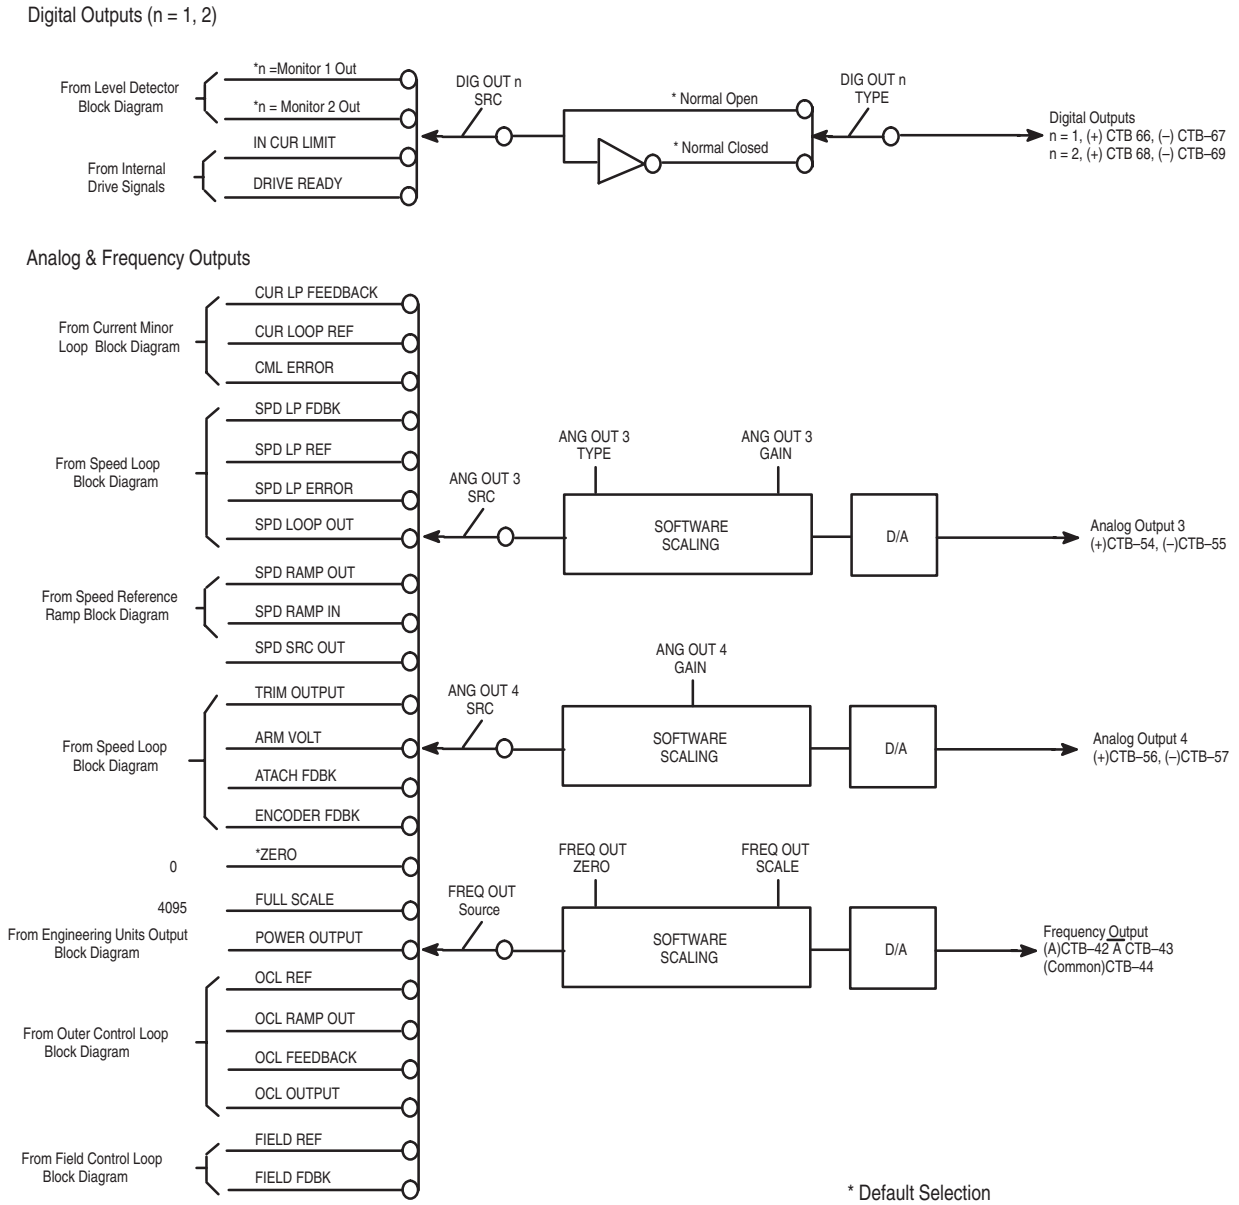 Digital Outputs (n = 1, 2)
From Level Detector
Block Diagram
*n =Monitor 1 Out
*n = Monitor 2 Out
From Internal
Drive Signals
IN CUR LIMIT
DRIVE READY
DIG OUT n
SRC
* Normal Open
* Normal Closed
DIG OUT n
TYPE
Digital Outputs
n = 1, (+) CTB 66, (–) CTB–67
n = 2, (+) CTB 68, (–) CTB–69
Analog & Frequency Outputs
From Current Minor
Loop Block Diagram
CUR LP FEEDBACK
CUR LOOP REF
CML ERROR
From Speed Loop
Block Diagram
SPD LP FDBK
SPD LP REF
SPD LP ERROR
SPD LOOP OUT
From Speed Reference
Ramp Block Diagram
SPD RAMP OUT
SPD RAMP IN
SPD SRC OUT
From Speed Loop
Block Diagram
TRIM OUTPUT
ARM VOLT
ATACH FDBK
ENCODER FDBK
0
*ZERO
4095
FULL SCALE
From Engineering Units Output
Block Diagram
POWER OUTPUT
From Outer Control Loop
Block Diagram
OCL REF
OCL RAMP OUT
OCL FEEDBACK
OCL OUTPUT
From Field Control Loop
Block Diagram
FIELD REF
FIELD FDBK
ANG OUT 3
SRC
ANG OUT 3
TYPE
ANG OUT 3
GAIN
SOFTWARE
SCALING
D/A
Analog Output 3
(+)CTB–54, (–)CTB–55
ANG OUT 4
SRC
ANG OUT 4
GAIN
SOFTWARE
SCALING
D/A
Analog Output 4
(+)CTB–56, (–)CTB–57
FREQ OUT
Source
FREQ OUT
ZERO
FREQ OUT
SCALE
SOFTWARE
SCALING
D/A
Frequency Output
(A)CTB–42 A̅ CTB–43
(Common)CTB–44
* Default Selection